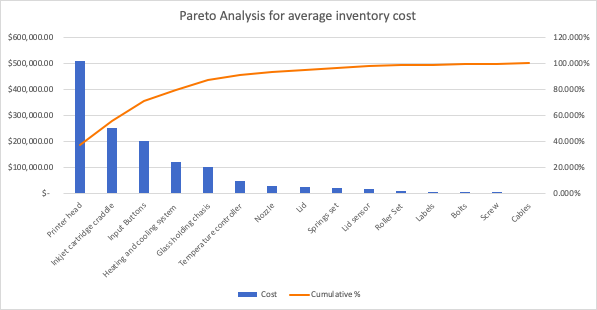 Pareto Analysis for average inventory cost
$600,000.00
$500,000.00
$400,000.00
$300,000.00
$200,000.00
$100,000.00
$-
120.000%
100.000%
80.000%
60.000%
40.000%
20.000%
0.000%
Printer head
Inkjet cartridge craddle
Input Buttons
Heating and cooling system
Glass holding chasis
Temperature controller
Nozzle
Lid
Springs set
Lid sensor
Roller Set
Labels
Bolts
Screw
Cables
Cost
Cumulative %